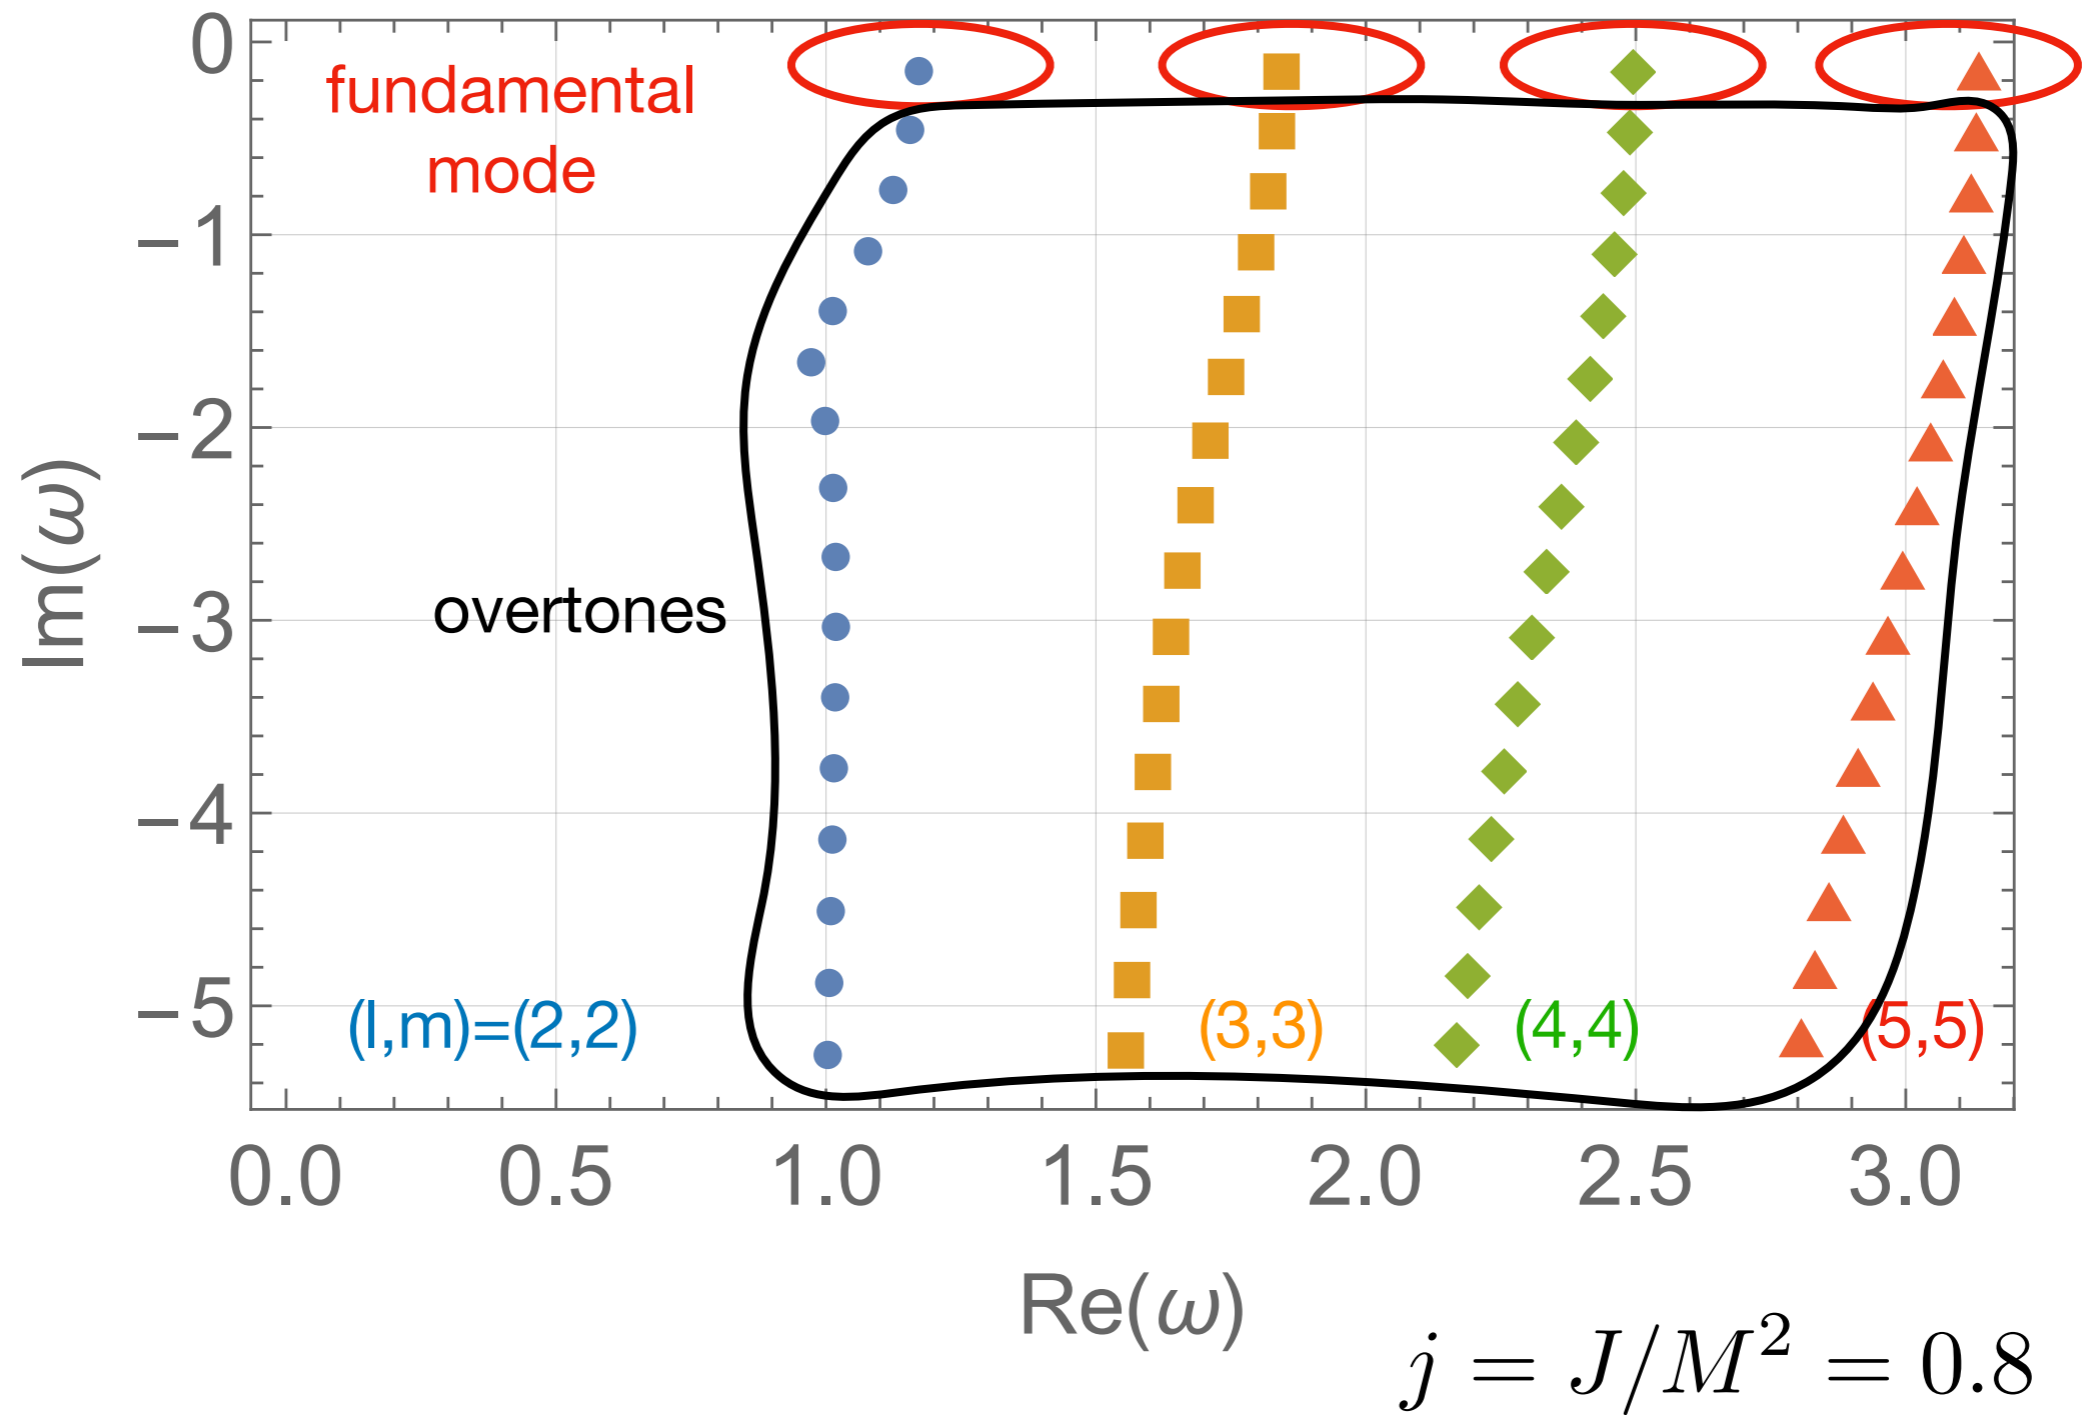 0
fundamental
mode
−1
−2
Im(ω)
overtones
−3
−4
−5
(l,m)=(2,2)
(3,3)
(4,4)
(5,5)
0.0 0.5 1.0 1.5 2.0 2.5 3.0
Re(ω)
j = J/M² = 0.8